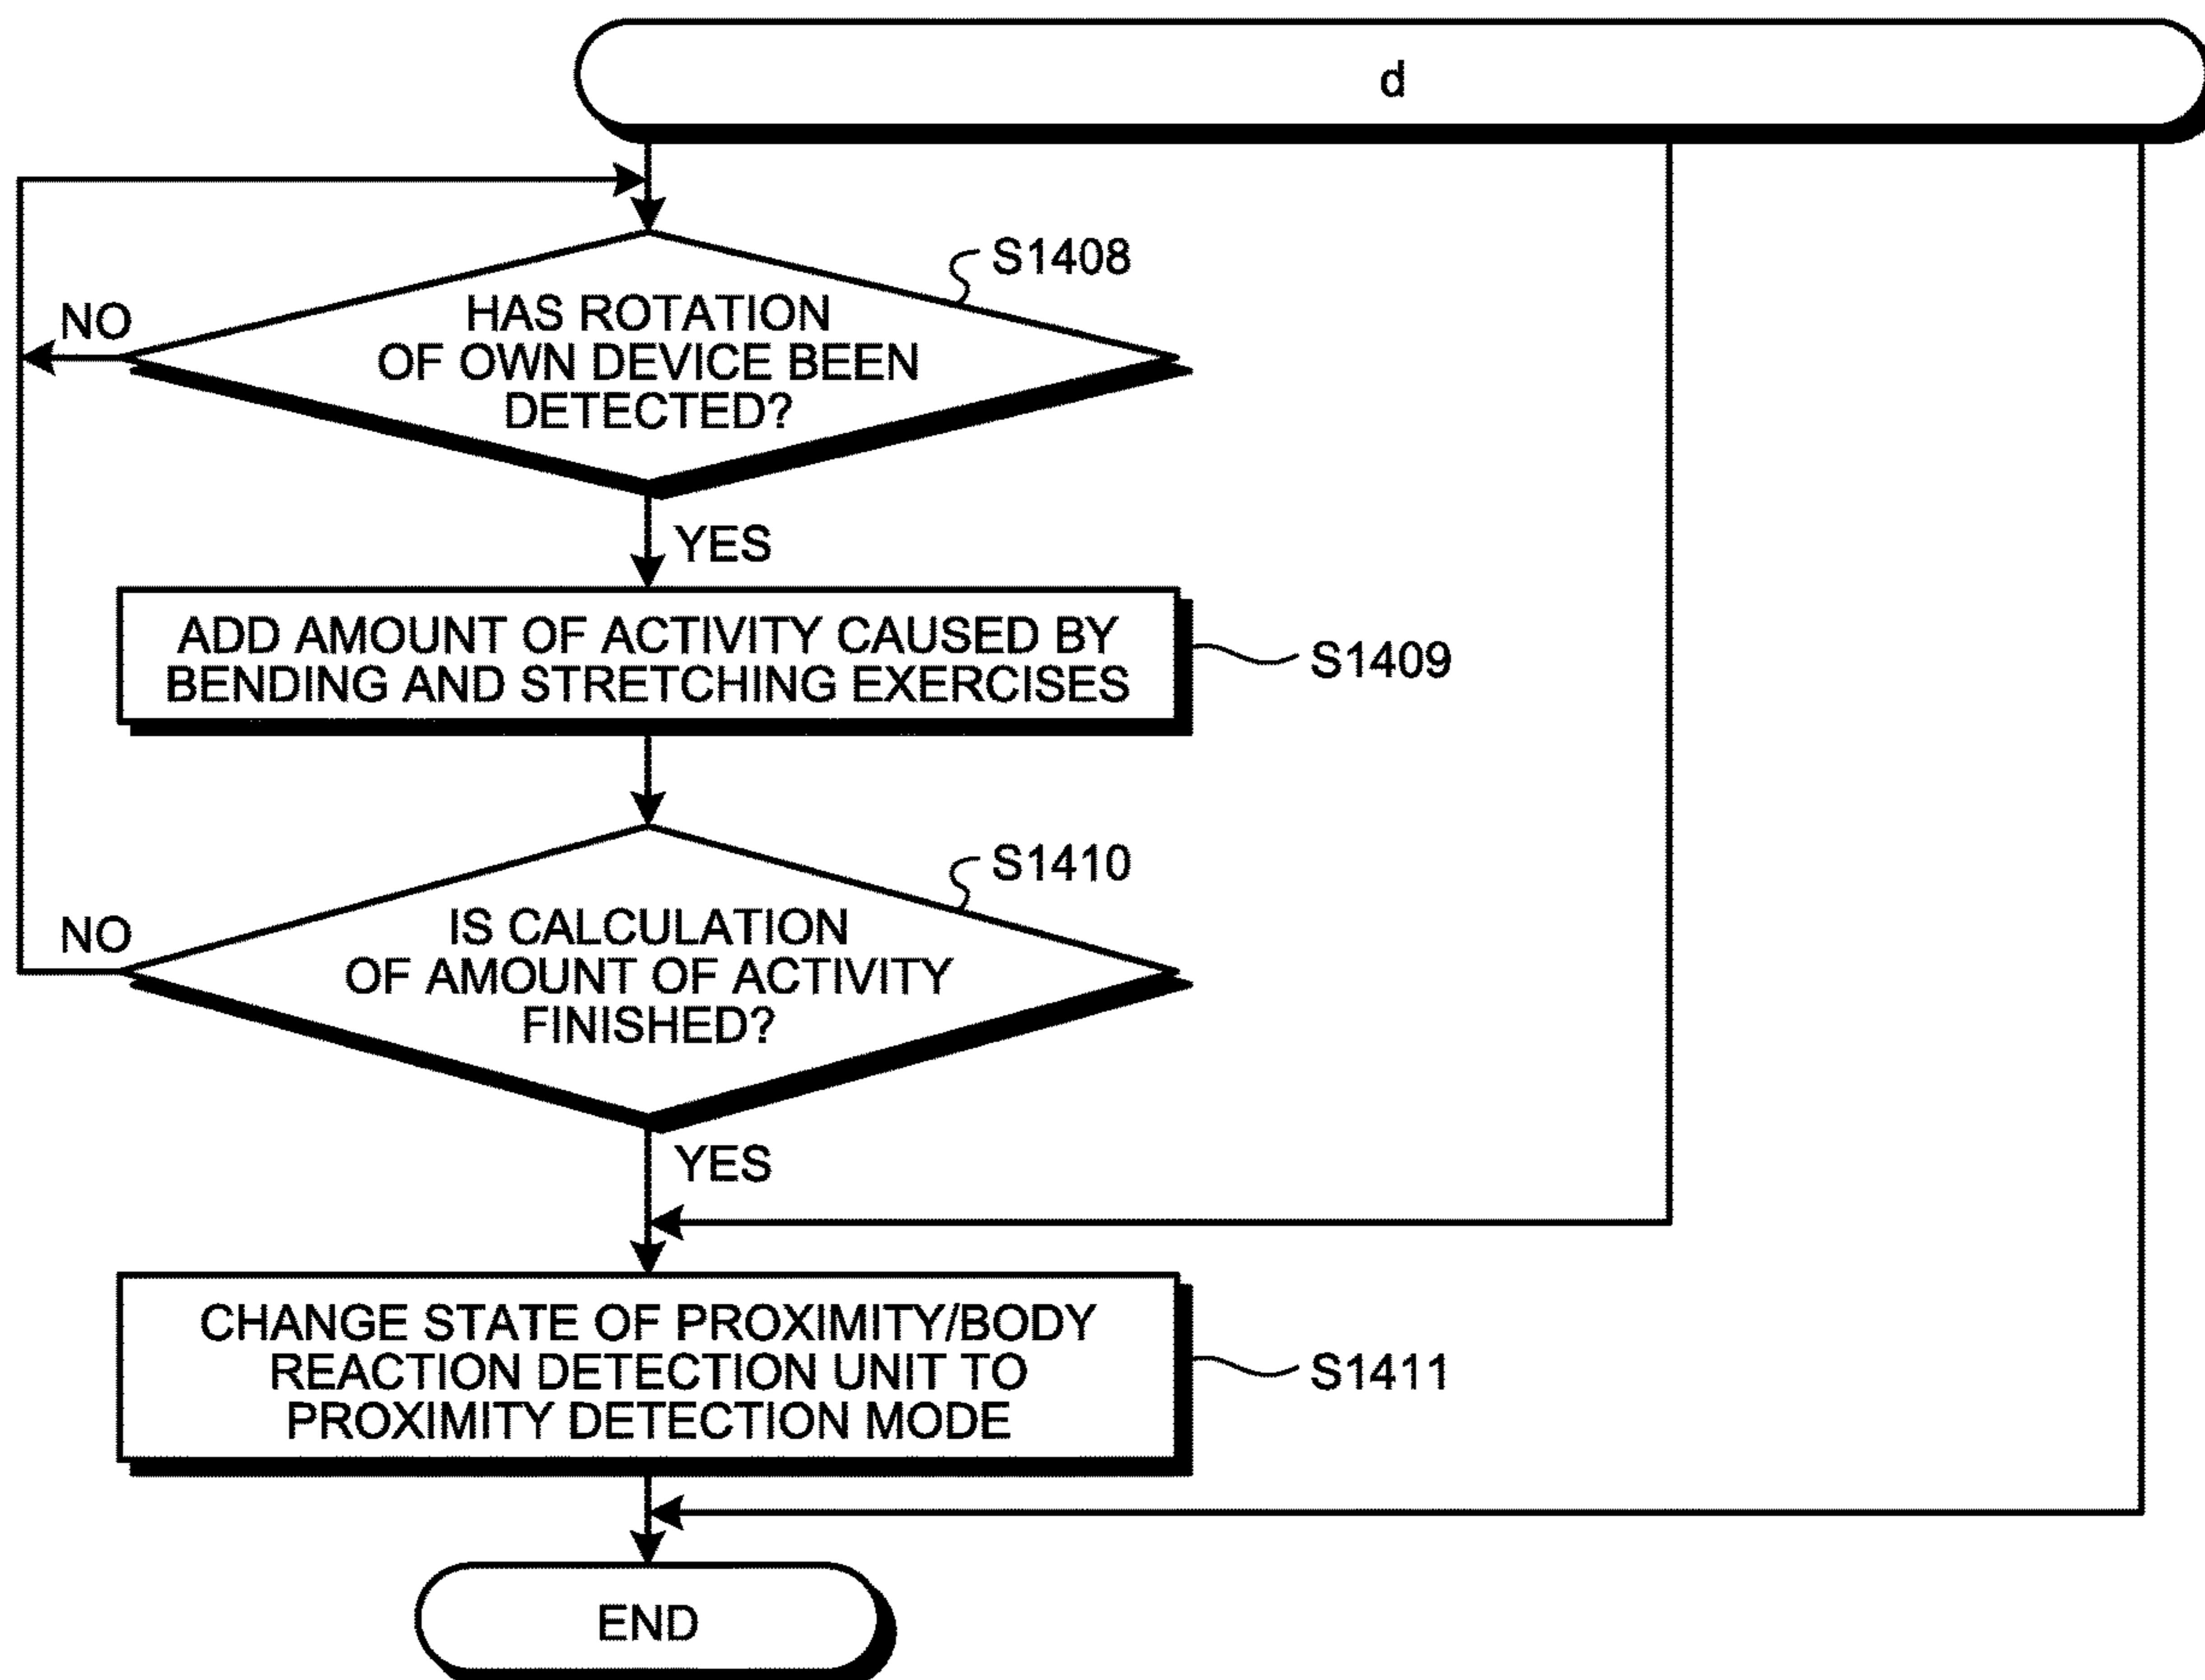 d
S1408
NO
HAS ROTATION
OF OWN DEVICE BEEN
DETECTED?
YES
ADD AMOUNT OF ACTIVITY CAUSED BY
BENDING AND STRETCHING EXERCISES
S1409
S1410
NO
IS CALCULATION
OF AMOUNT OF ACTIVITY
FINISHED?
YES
CHANGE STATE OF PROXIMITY/BODY
REACTION DETECTION UNIT TO
PROXIMITY DETECTION MODE
S1411
END